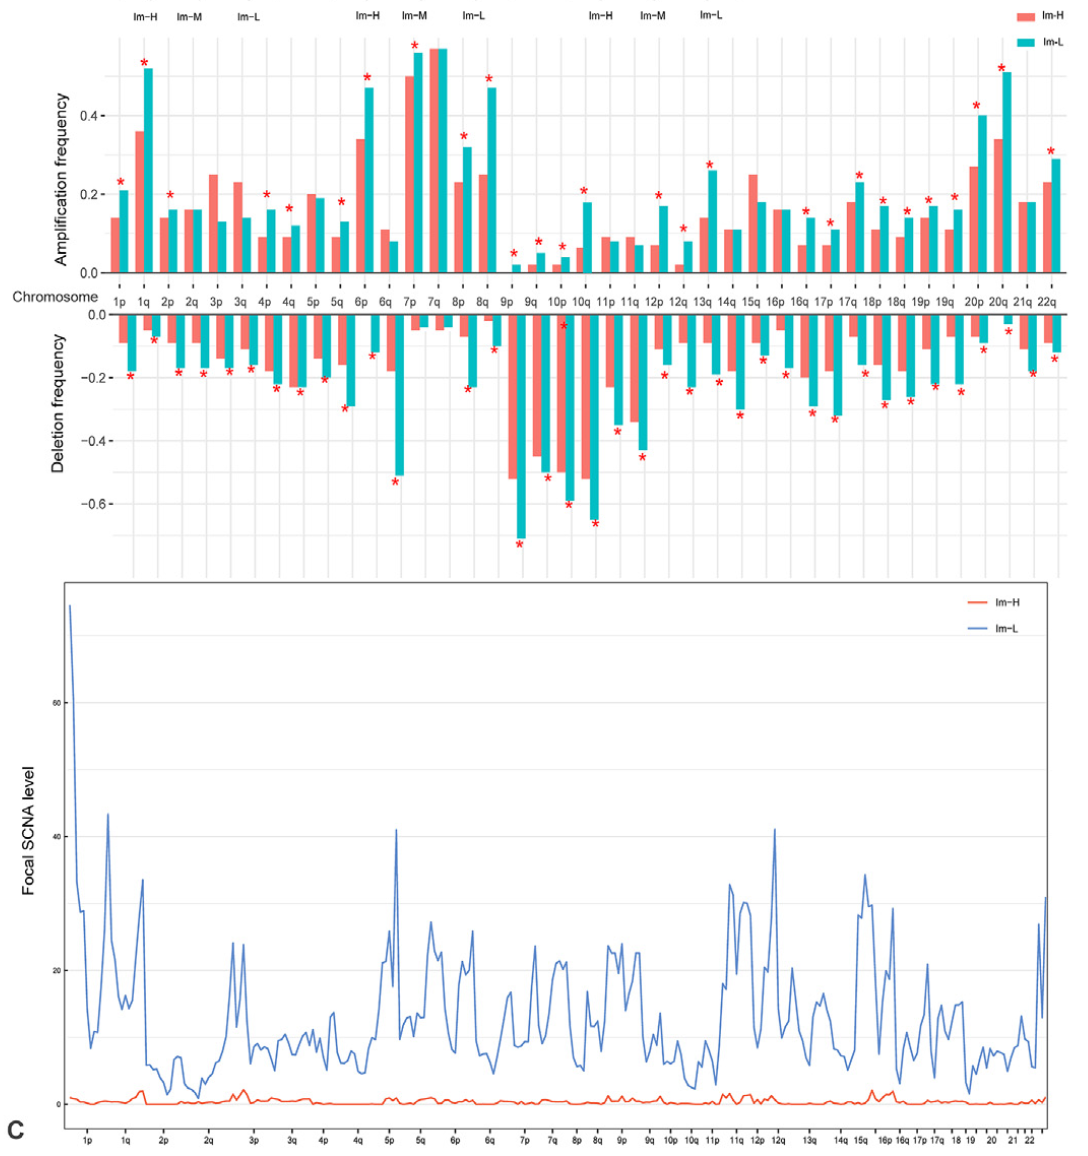 Im-H Im-M Im-L Im-H Im-M Im-L Im-H Im-M Im-L
Im-H
Im-L
Amplification frequency
0.4
0.2
0.0
Chromosome 1p 1q 2p 2q 3p 3q 4p 4q 5p 5q 6p 6q 7p 7q 8p 8q 9p 9q 10p 10q 11p 11q 12p 12q 13q 14q 15q 16p 16q 17p 17q 18p 18q 19p 19q 20p 20q 21q 22q
Deletion frequency
0.0
−0.2
−0.4
−0.6
Im−H
Im−L
Focal SCNA level
60
40
20
0
1p 1q 2p 2q 3p 3q 4p 4q 5q 5q 6p 6q 7p 7q 8p 8q 9p 9q 10p 10q 11p 11q 12p 12q 13q 14q 15q 16p 16q 17p 17q 18 19 20 21 22
C